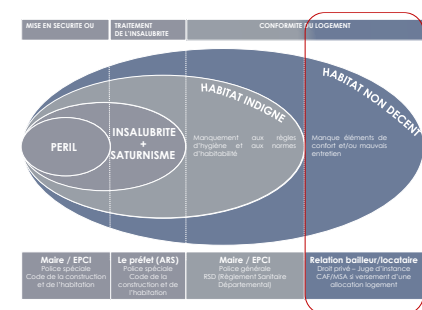 MISE EN SECURITE OU
TRAITEMENT
DE L'INSALUBRITE
CONFORMITE DU LOGEMENT
PERIL
INSALUBRITE
+
SATURNISME
HABITAT INDIGNE
Manquement aux règles
d'hygiène et aux normes
d'habitabilité
HABITAT NON DECENT
Manque éléments de
confort et/ou mauvais
entretien
Maire / EPCI
Police spéciale
Code de la construction
et de l'habitation
Le préfet (ARS)
Police spéciale
Code de la
construction et de
l'habitation
Maire / EPCI
Police générale
RSD (Règlement Sanitaire
Départemental)
Relation bailleur/locataire
Droit privé – Juge d'instance
CAF/MSA si versement d'une
allocation logement